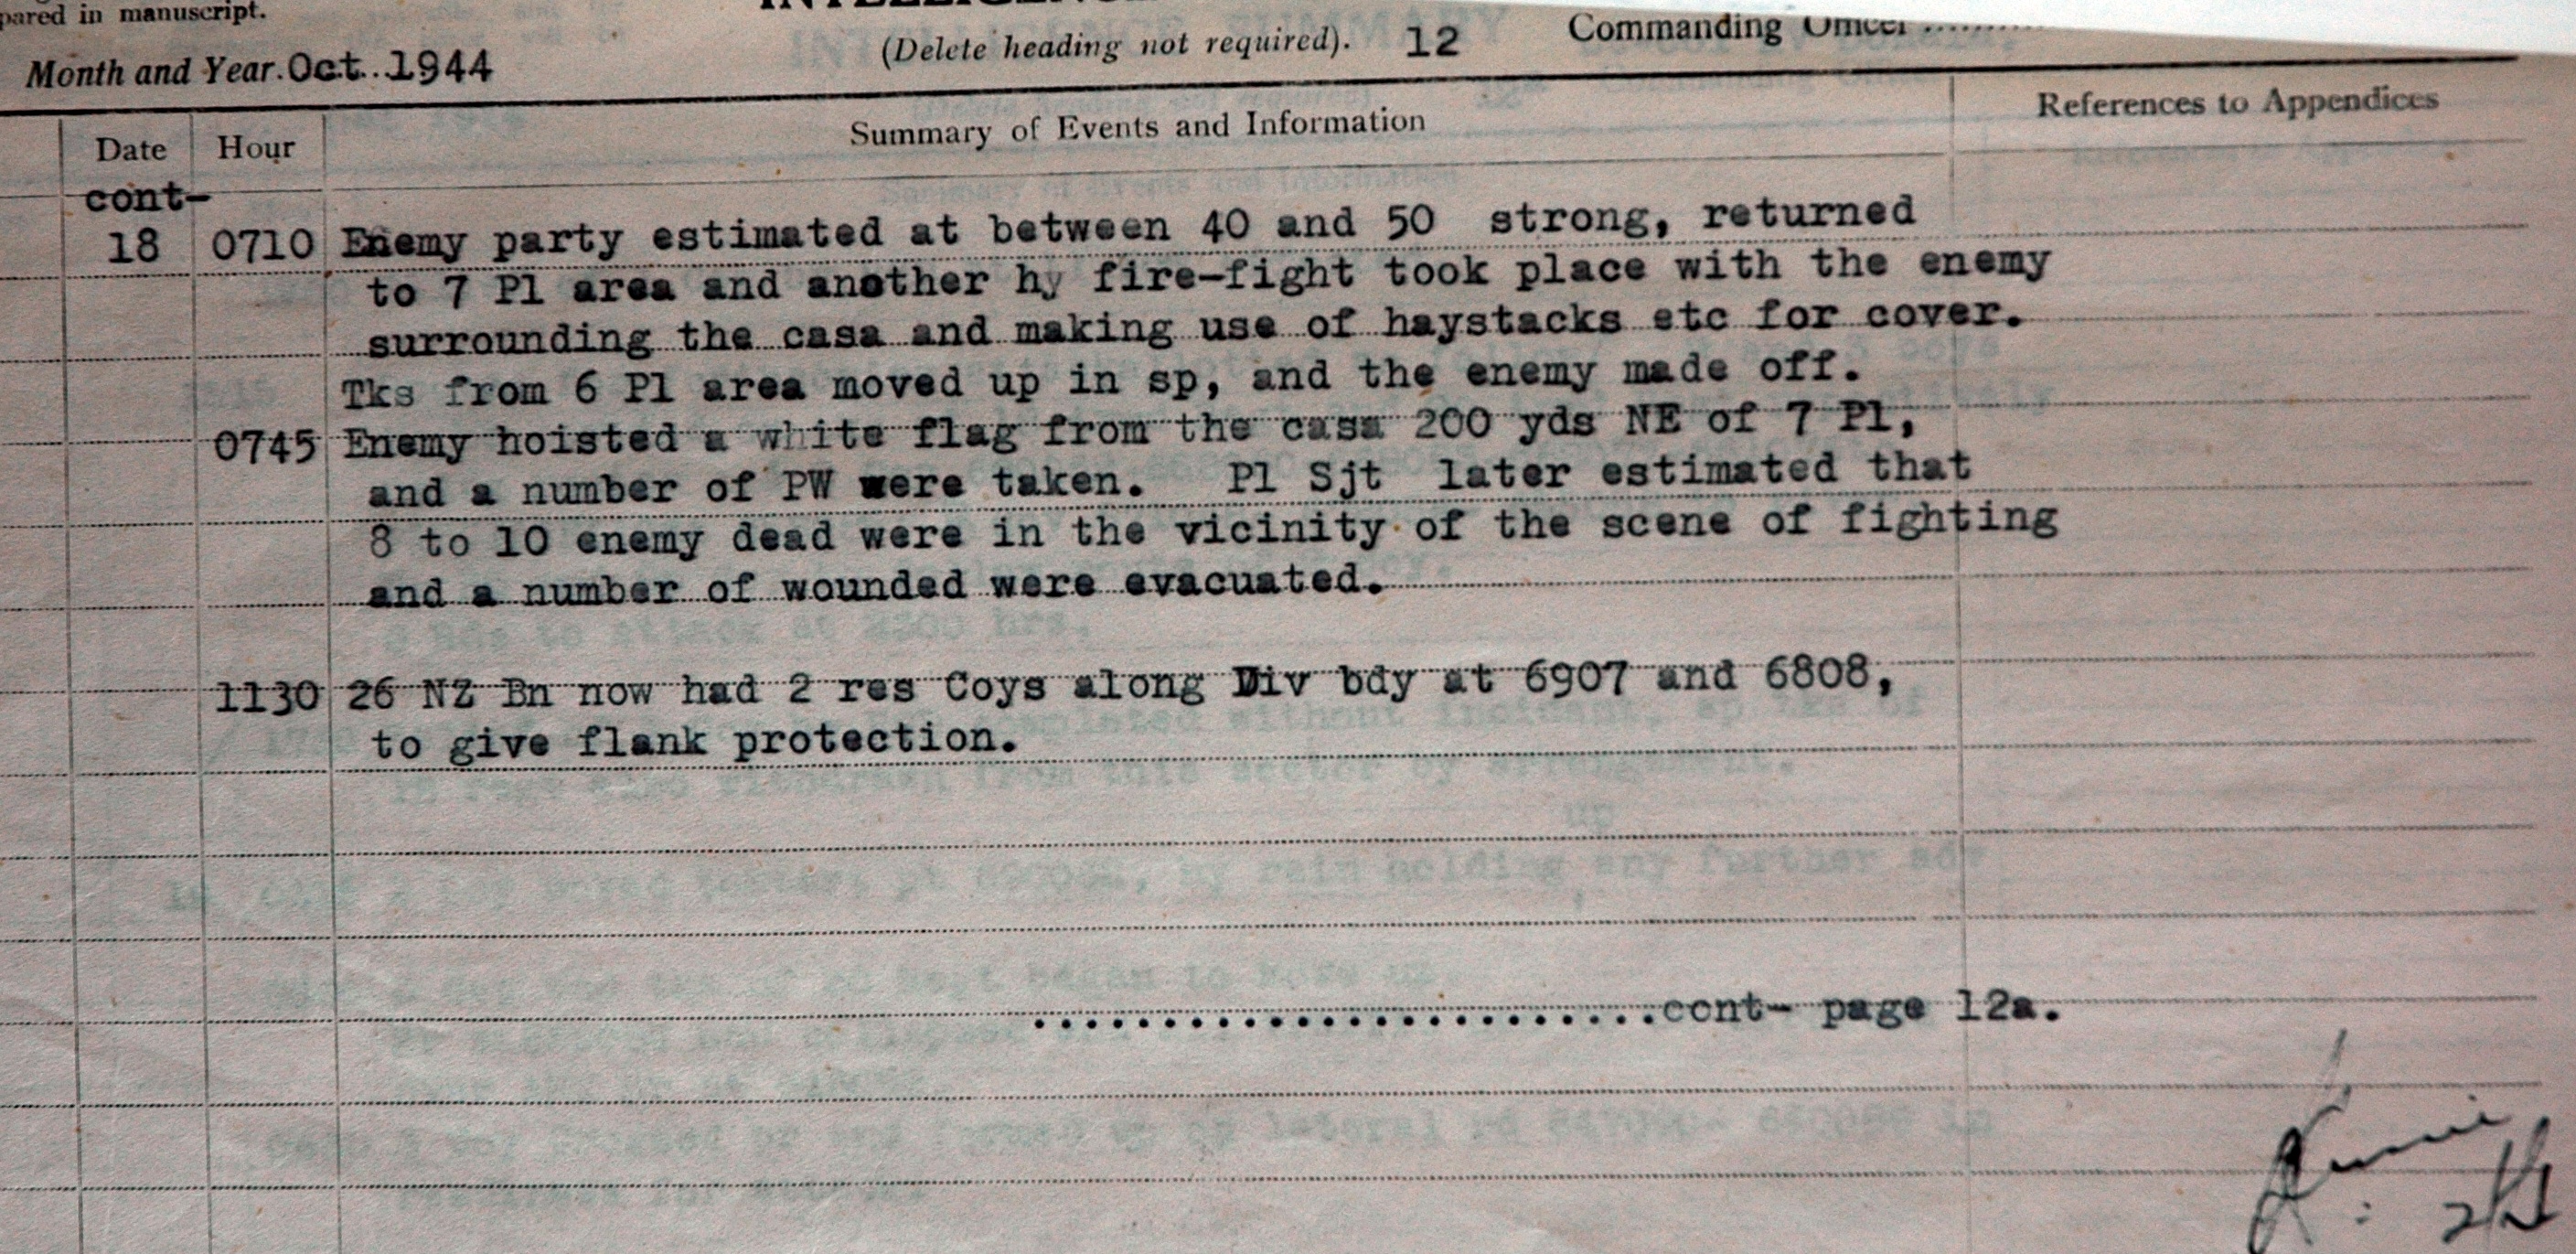 pared in manuscript.
(Delete heading not required). 12 Commanding Officer ..........
Month and Year. Oct. 1944
Date Hour Summary of Events and Information References to Appendices
cont-
18 0710 Enemy party estimated at between 40 and 50 strong, returned
to 7 Pl area and another hy fire-fight took place with the enemy
surrounding the casa and making use of haystacks etc for cover.
Tks from 6 Pl area moved up in sp, and the enemy made off.
0745 Enemy hoisted a white flag from the casa 200 yds NE of 7 Pl,
and a number of PW were taken. Pl Sjt later estimated that
8 to 10 enemy dead were in the vicinity of the scene of fighting
and a number of wounded were evacuated.
1130 26 NZ Bn now had 2 res Coys along Div bdy at 6907 and 6808,
to give flank protection.
........................cont- page 12a.